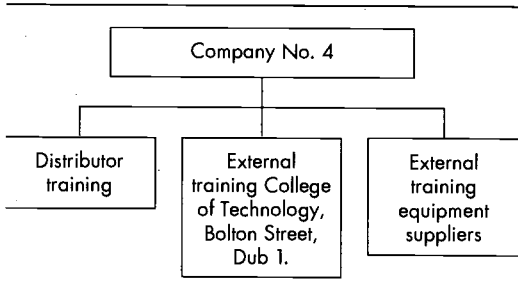 Company No. 4
Distributor
training
External
training College
of Technology,
Bolton Street,
Dub 1.
External
training
equipment
suppliers